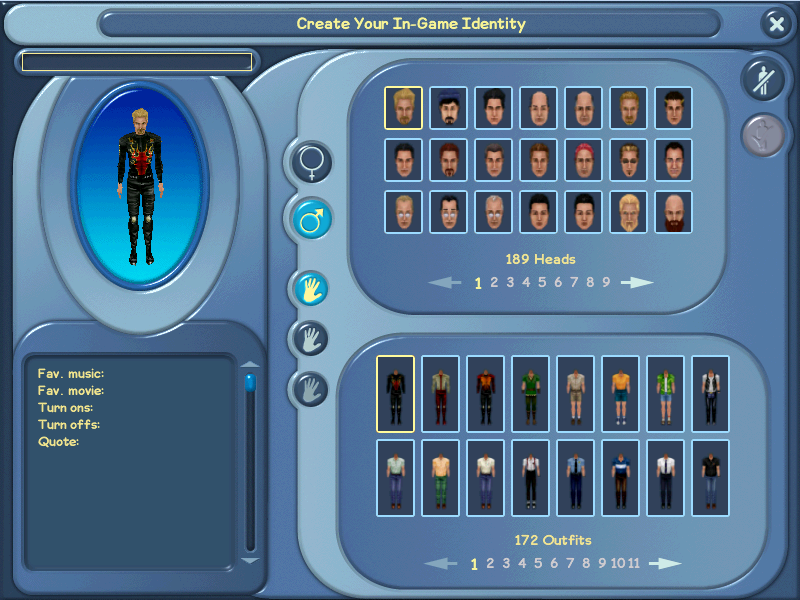 Create Your In-Game Identity
189 Heads
1 2 3 4 5 6 7 8 9
Fav. music:
Fav. movie:
Turn ons:
Turn offs:
Quote:
172 Outfits
1 2 3 4 5 6 7 8 9 10 11